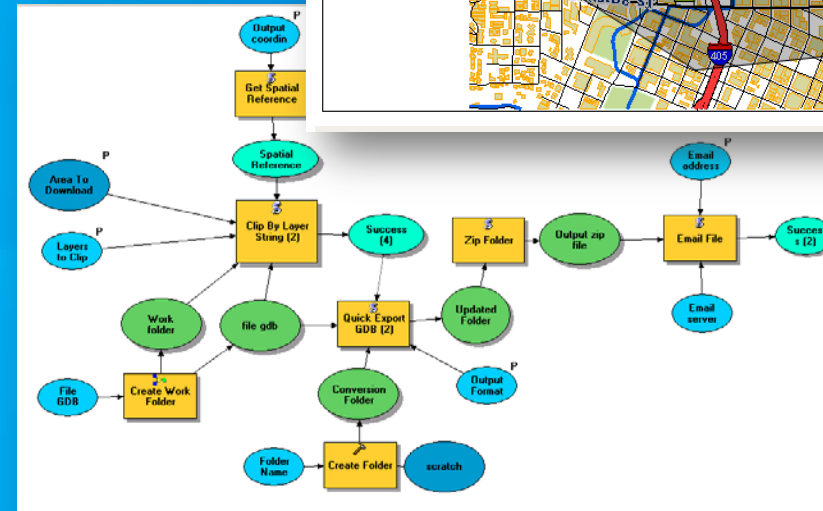 405
P
Output
coordin
Get Spatial
Reference
Spatial
Reference
P
Area To
Download
P
Layers
to Clip
Clip By Layer
String (2)
Success
(4)
Zip Folder
Output zip
file
P
Email
address
Email File
Succes
s (2)
Email
server
Work
folder
file gdb
Quick Export
GDB (2)
Updated
Folder
P
Output
Format
File
GDB
Create Work
Folder
Conversion
Folder
Folder
Name
Create Folder
scratch